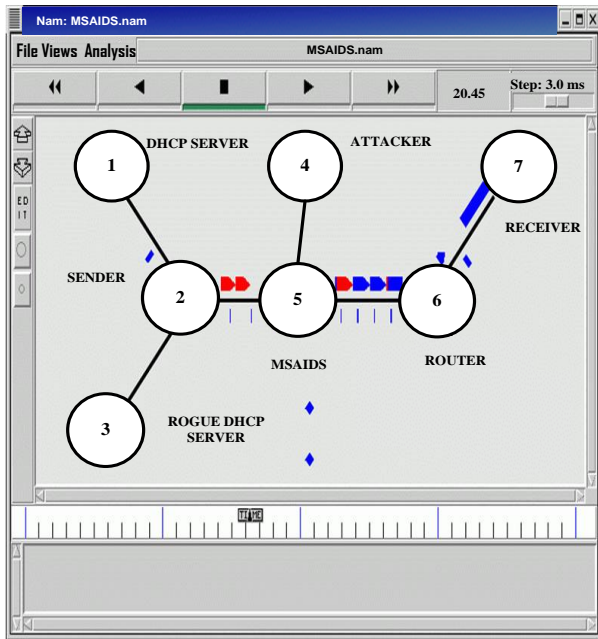 Nam: MSAIDS.nam
File Views Analysis
MSAIDS.nam
20.45
Step: 3.0 ms
ED
IT
1
DHCP SERVER
4
ATTACKER
7
RECEIVER
SENDER
2
5
6
MSAIDS
ROUTER
3
ROGUE DHCP
SERVER
TIME